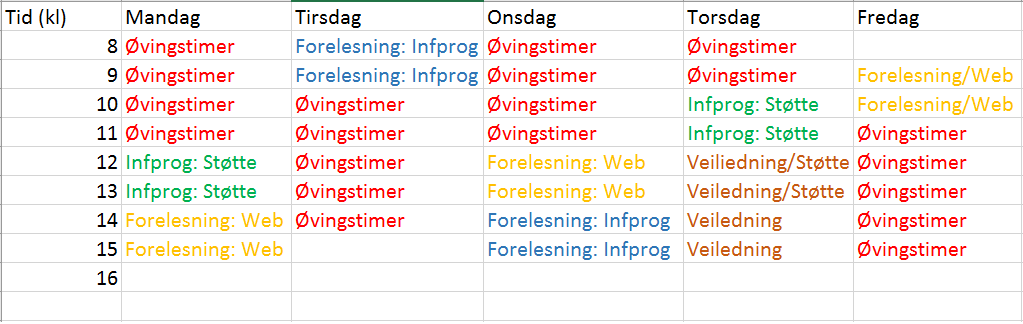 Tid (kl) Mandag Tirsdag Onsdag Torsdag Fredag
8 Øvingstimer Forelesning: Infprog Øvingstimer Øvingstimer
9 Øvingstimer Forelesning: Infprog Øvingstimer Øvingstimer Forelesning/Web
10 Øvingstimer Øvingstimer Øvingstimer Infprog: Støtte Forelesning/Web
11 Øvingstimer Øvingstimer Øvingstimer Infprog: Støtte Øvingstimer
12 Infprog: Støtte Øvingstimer Forelesning: Web Veiliedning/Støtte Øvingstimer
13 Infprog: Støtte Øvingstimer Forelesning: Web Veiledning/Støtte Øvingstimer
14 Forelesning: Web Øvingstimer Forelesning: Infprog Veiledning Øvingstimer
15 Forelesning: Web Forelesning: Infprog Veiledning Øvingstimer
16